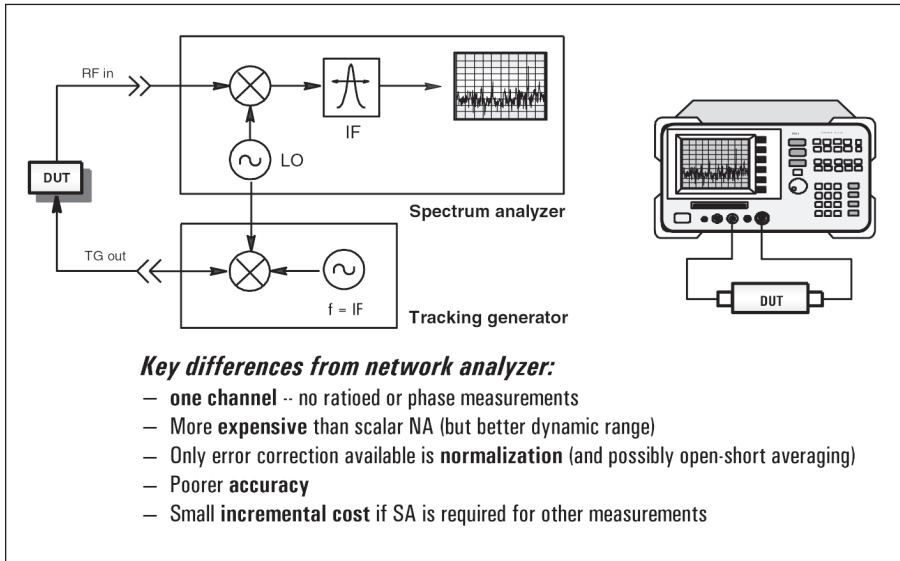 RF in
IF
LO
DUT
Spectrum analyzer
TG out
f = IF
Tracking generator
DUT
Key differences from network analyzer:
— one channel -- no ratioed or phase measurements
— More expensive than scalar NA (but better dynamic range)
— Only error correction available is normalization (and possibly open-short averaging)
— Poorer accuracy
— Small incremental cost if SA is required for other measurements